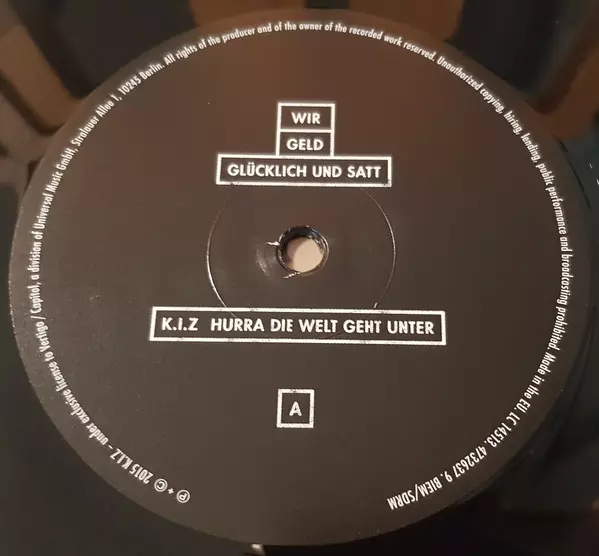 WIR
GELD
GLÜCKLICH UND SATT
K.I.Z HURRA DIE WELT GEHT UNTER
A
℗ + © 2015 K.I.Z - under exclusive license to Vertigo / Capitol, a division of Universal Music GmbH, Stralauer Allee 1, 10245 Berlin. All rights of the producer and of the owner of the recorded work reserved. Unauthorized copying, hiring, lending, public performance and broadcasting prohibited. Made in the EU. LC 14513. 4732637 9. BIEM/SDRM